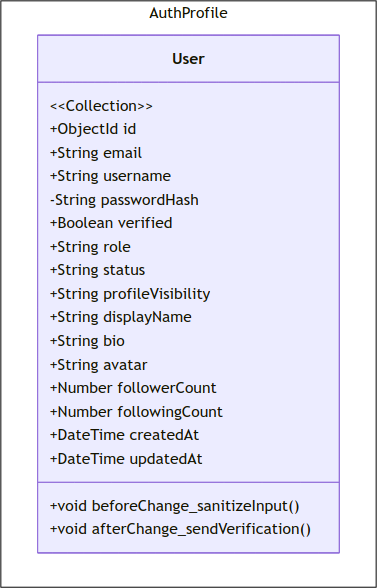 AuthProfile
User
<<Collection>>
+ObjectId id
+String email
+String username
-String passwordHash
+Boolean verified
+String role
+String status
+String profileVisibility
+String displayName
+String bio
+String avatar
+Number followerCount
+Number followingCount
+DateTime createdAt
+DateTime updatedAt
+void beforeChange_sanitizeInput()
+void afterChange_sendVerification()